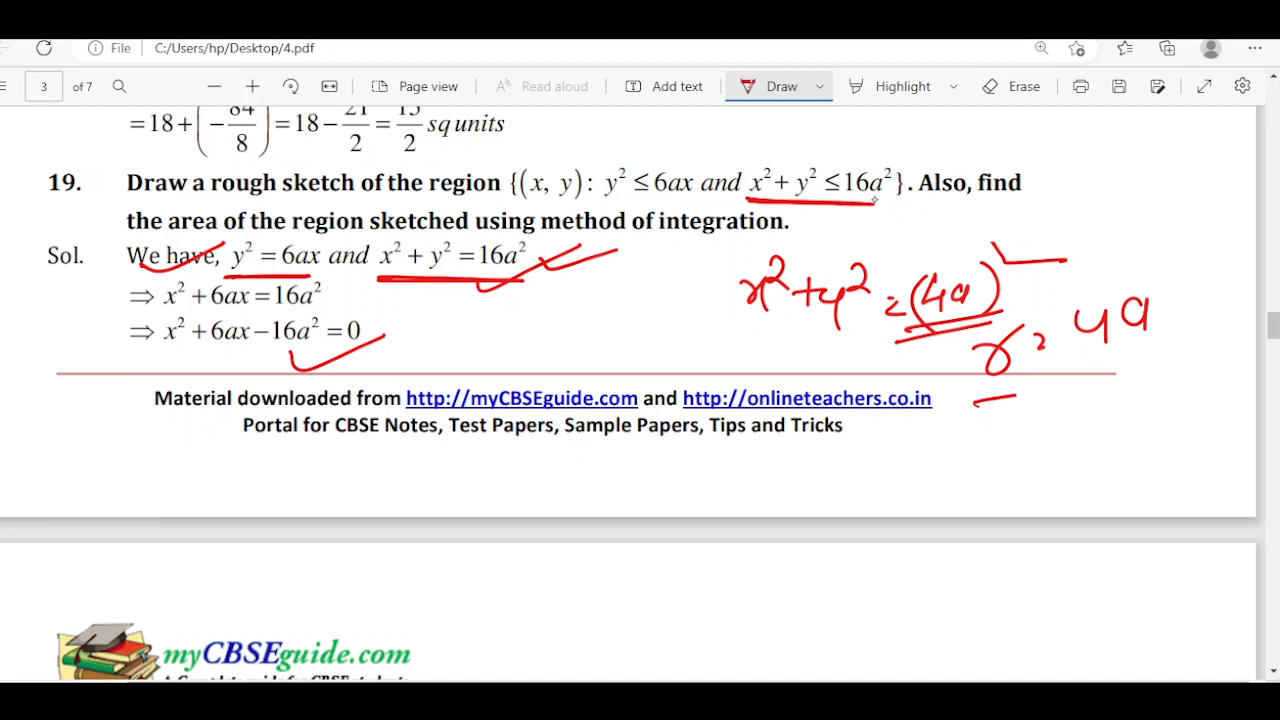 File C:/Users/hp/Desktop/4.pdf
3 of 7 Page view Read aloud Add text Draw Highlight Erase
= 18 + (− 84/8) = 18 − 21/2 = 15/2 sq units
19. Draw a rough sketch of the region {(x, y) : y² ≤ 6ax and x² + y² ≤ 16a²}. Also, find
the area of the region sketched using method of integration.
Sol. We have, y² = 6ax and x² + y² = 16a²
⇒ x² + 6ax = 16a²
⇒ x² + 6ax − 16a² = 0
x² + y² = (4a)
r = 4a
Material downloaded from http://myCBSEguide.com and http://onlineteachers.co.in
Portal for CBSE Notes, Test Papers, Sample Papers, Tips and Tricks
myCBSEguide.com